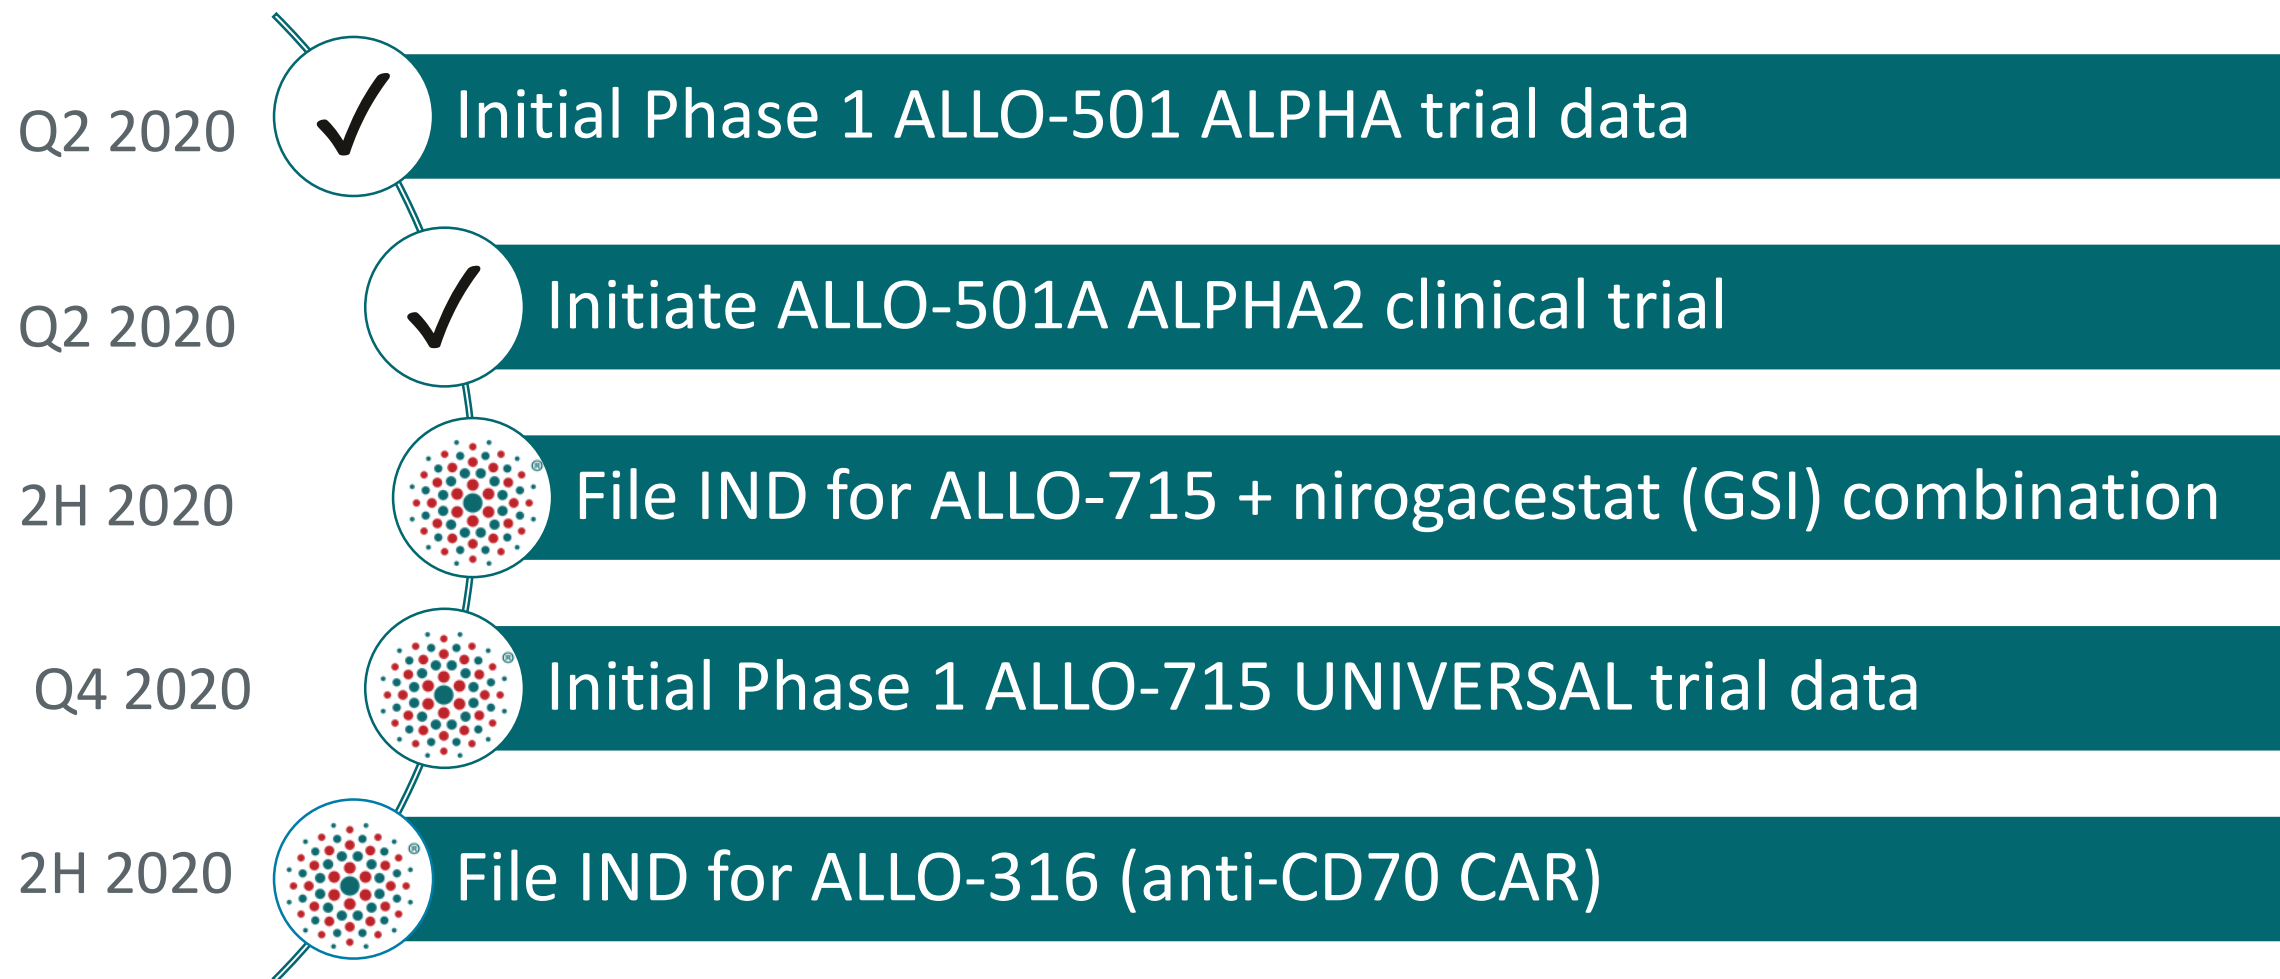 Q2 2020
Initial Phase 1 ALLO-501 ALPHA trial data
Q2 2020
Initiate ALLO-501A ALPHA2 clinical trial
2H 2020
®
File IND for ALLO-715 + nirogacestat (GSI) combination
Q4 2020
®
Initial Phase 1 ALLO-715 UNIVERSAL trial data
2H 2020
®
File IND for ALLO-316 (anti-CD70 CAR)